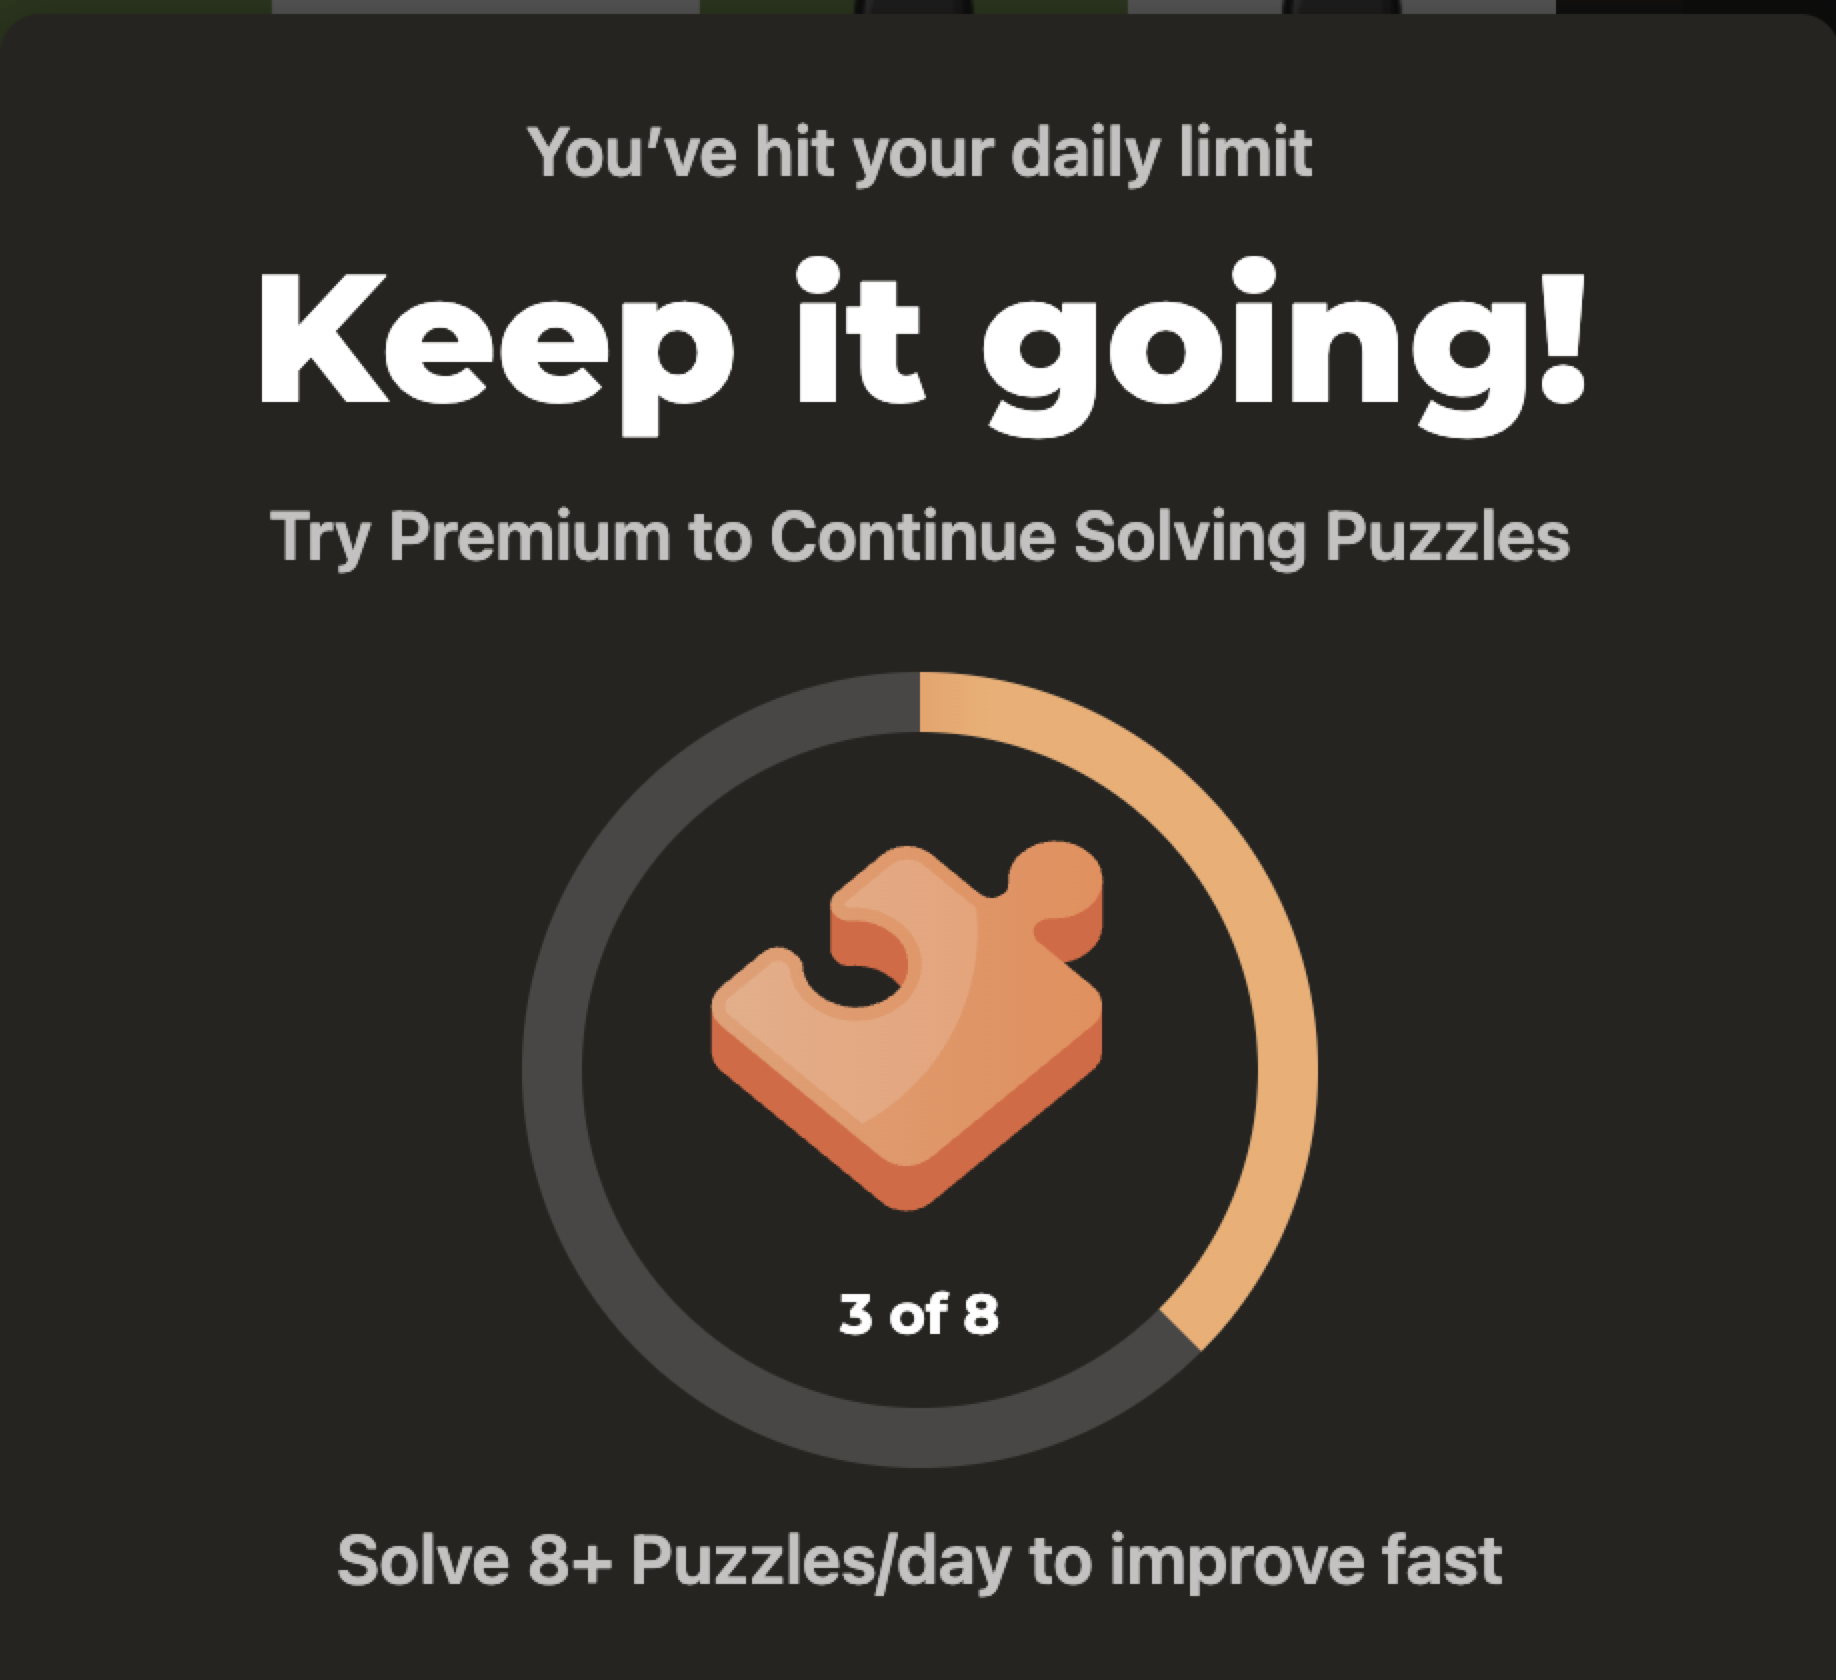 You’ve hit your daily limit
Keep it going!
Try Premium to Continue Solving Puzzles
3 of 8
Solve 8+ Puzzles/day to improve fast